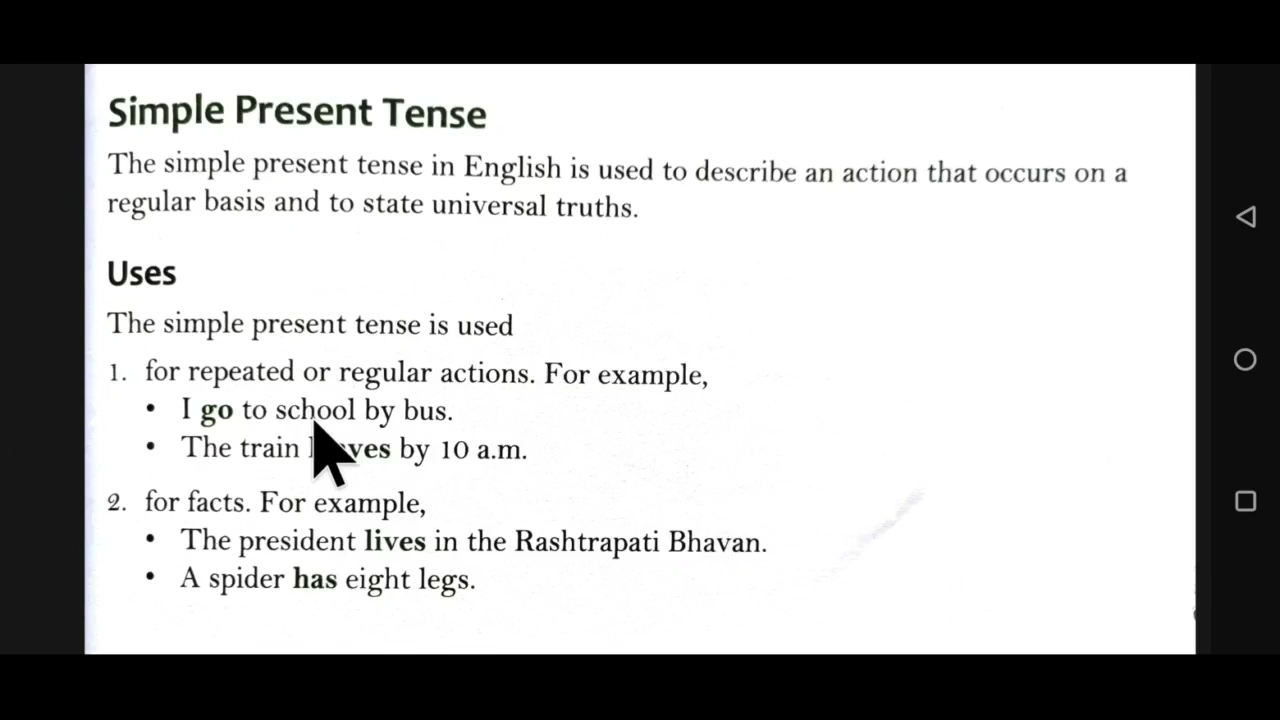 Simple Present Tense
The simple present tense in English is used to describe an action that occurs on a
regular basis and to state universal truths.
Uses
The simple present tense is used
1. for repeated or regular actions. For example,
• I go to school by bus.
• The train by 10 a.m.
2. for facts. For example,
• The president lives in the Rashtrapati Bhavan.
• A spider has eight legs.